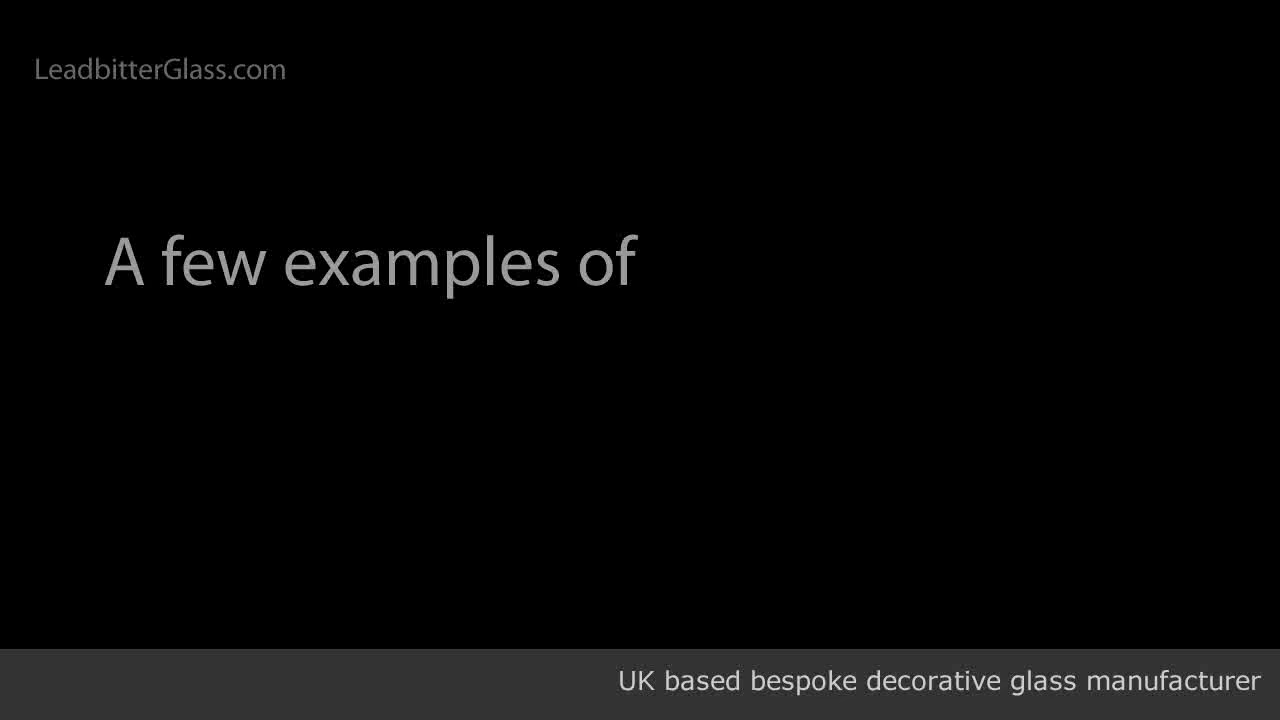 LeadbitterGlass.com
A few examples of
UK based bespoke decorative glass manufacturer